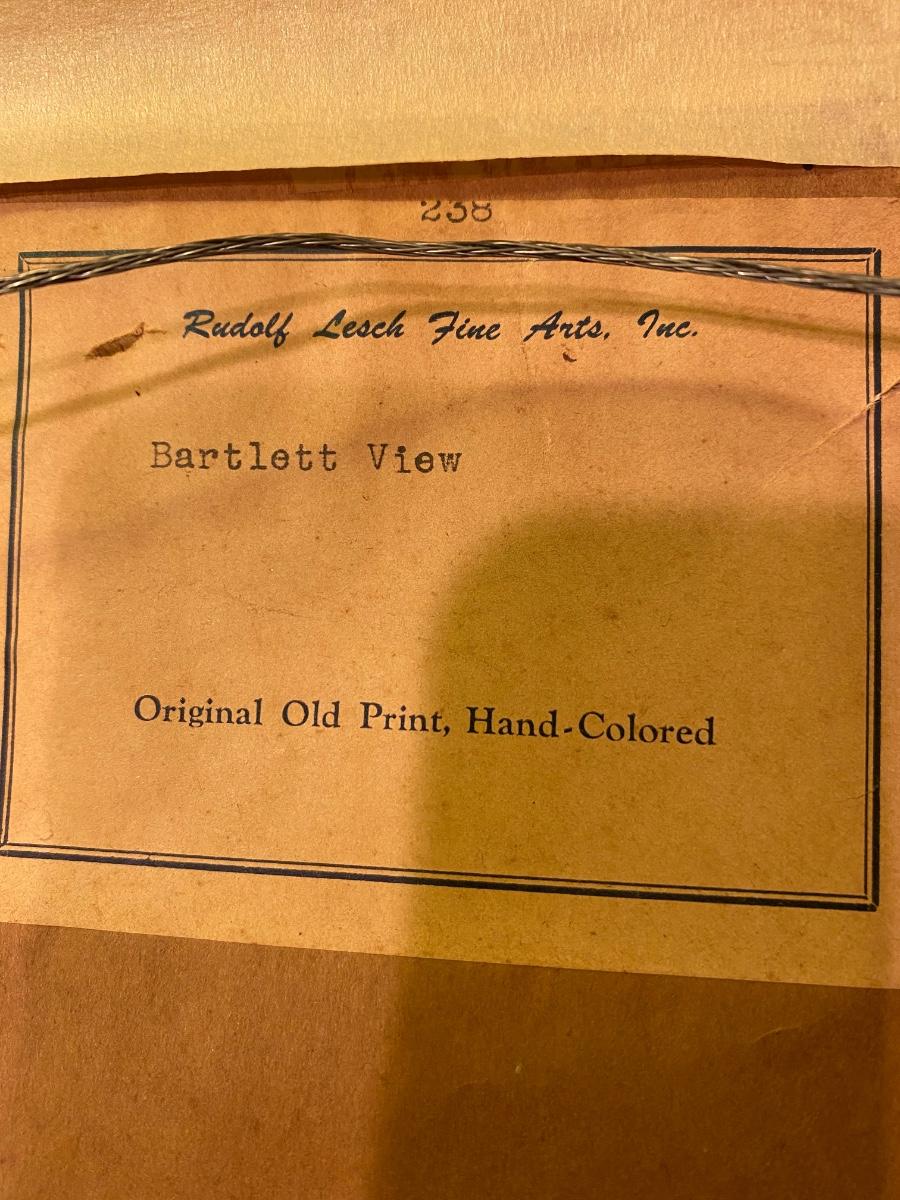 238
Rudolf Lesch Fine Arts, Inc.
Bartlett View
Original Old Print, Hand-Colored